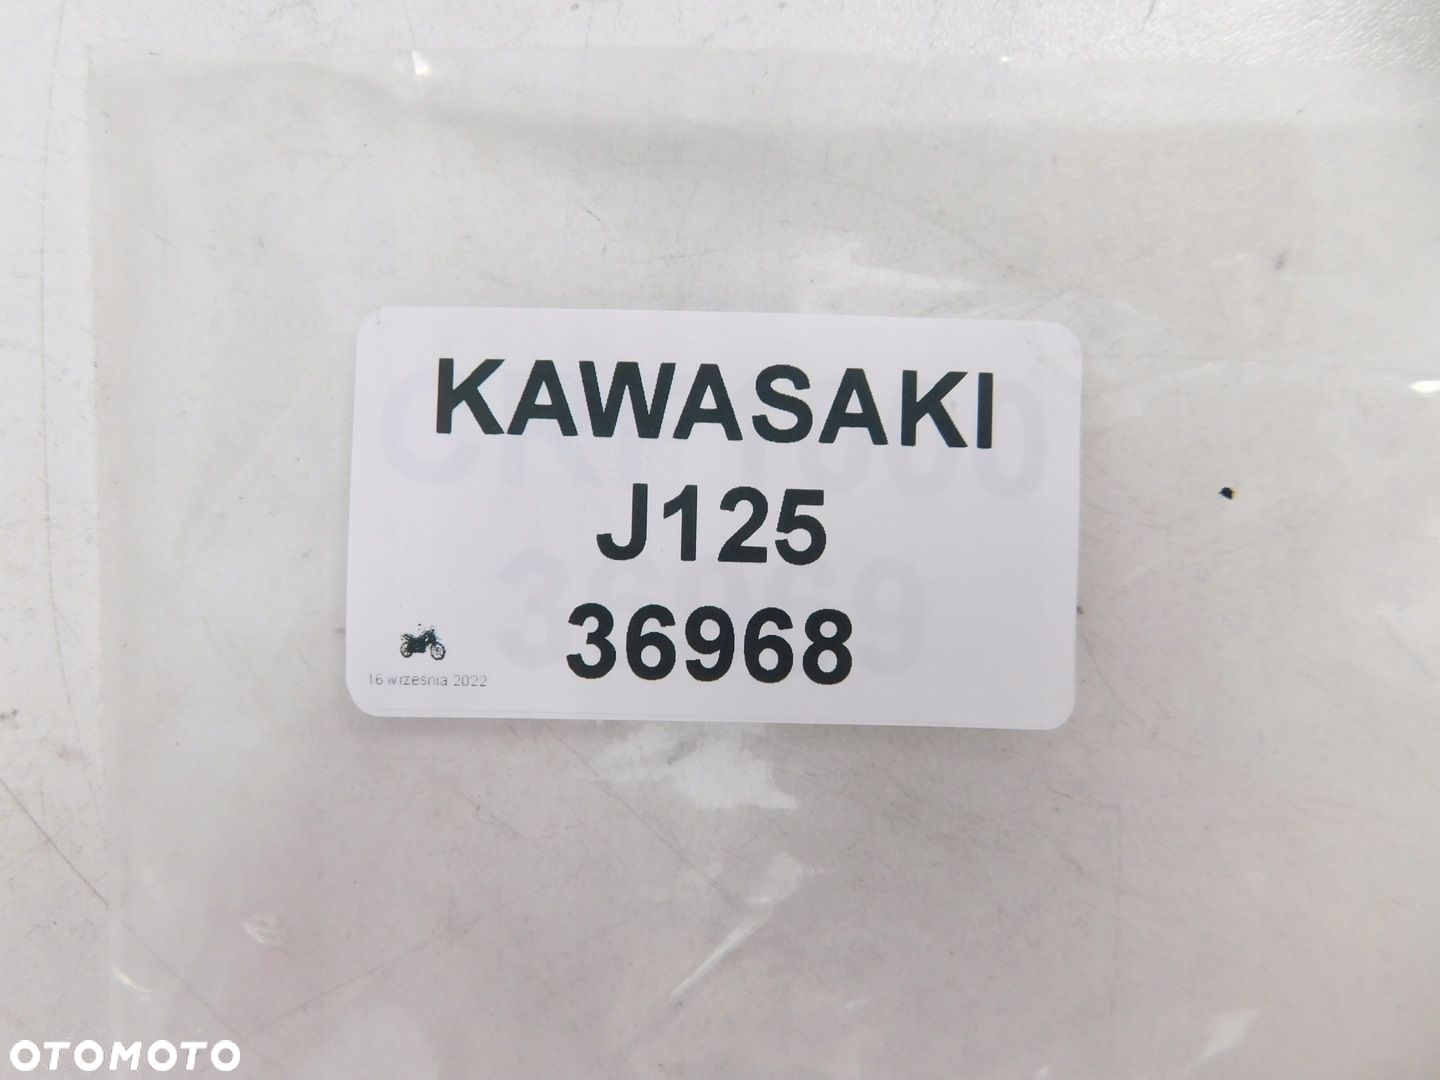 KAWASAKI
J125
36968
16 września 2022
OTOMOTO